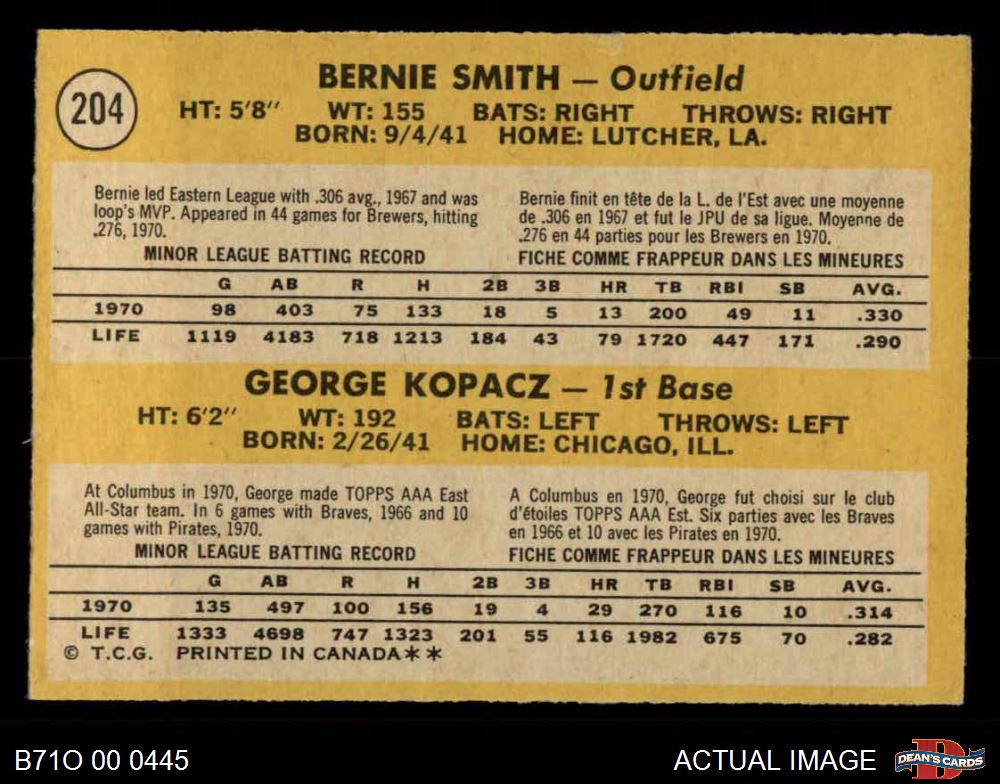 204
BERNIE SMITH — Outfield
HT: 5'8" WT: 155 BATS: RIGHT THROWS: RIGHT
BORN: 9/4/41 HOME: LUTCHER, LA.
Bernie led Eastern League with .306 avg., 1967 and was
loop's MVP. Appeared in 44 games for Brewers, hitting
.276, 1970.
Bernie finit en tête de la L. de l'Est avec une moyenne
de .306 en 1967 et fut le JPU de sa ligue. Moyenne de
.276 en 44 parties pour les Brewers en 1970.
MINOR LEAGUE BATTING RECORD FICHE COMME FRAPPEUR DANS LES MINEURES
G AB R H 2B 3B HR TB RBI SB AVG.
1970 98 403 75 133 18 5 13 200 49 11 .330
LIFE 1119 4183 718 1213 184 43 79 1720 447 171 .290
GEORGE KOPACZ — 1st Base
HT: 6'2" WT: 192 BATS: LEFT THROWS: LEFT
BORN: 2/26/41 HOME: CHICAGO, ILL.
At Columbus in 1970, George made TOPPS AAA East
All-Star team. In 6 games with Braves, 1966 and 10
games with Pirates, 1970.
A Columbus en 1970, George fut choisi sur le club
d'étoiles TOPPS AAA Est. Six parties avec les Braves
en 1966 et 10 avec les Pirates en 1970.
MINOR LEAGUE BATTING RECORD FICHE COMME FRAPPEUR DANS LES MINEURES
G AB R H 2B 3B HR TB RBI SB AVG.
1970 135 497 100 156 19 4 29 270 116 10 .314
LIFE 1333 4698 747 1323 201 55 116 1982 675 70 .282
© T.C.G. PRINTED IN CANADA**
B71O 00 0445
ACTUAL IMAGE
D
DEAN'S CARDS